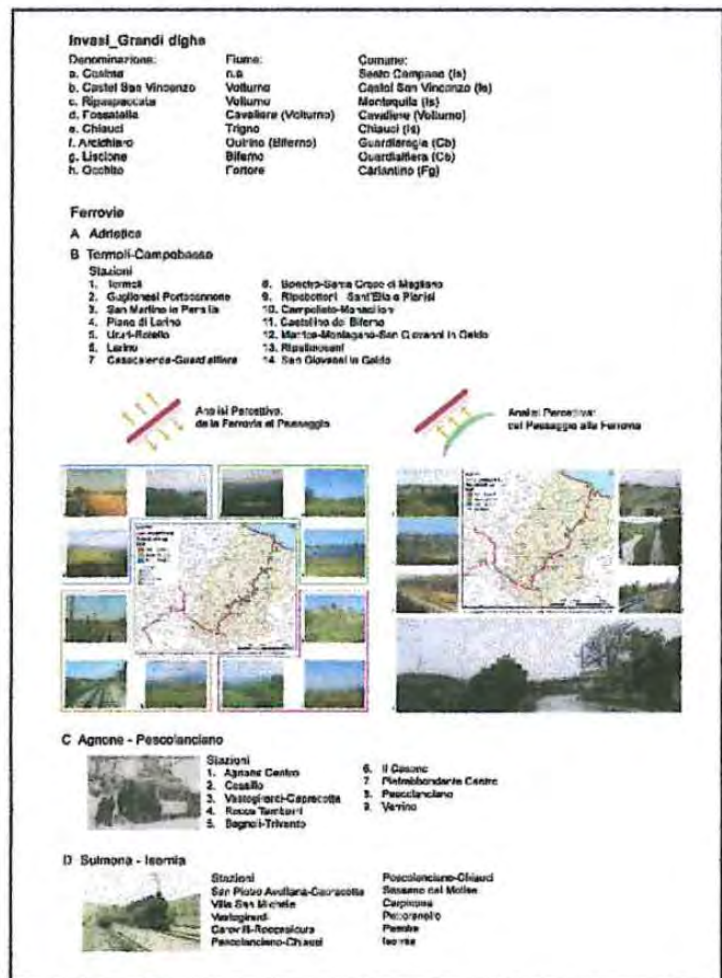 Invasi_Grandi dighe
Denominazione: Fiume: Comune:
a. Cosima n.a Sesto Campano (Is)
b. Castel San Vincenzo Volturno Castel San Vincenzo (Is)
c. Ripaspaccata Volturno Montaquila (Is)
d. Fossatella Cavaliere (Volturno) Cavaliere (Volturno)
e. Chiauci Trigno Chiauci (Is)
f. Arcichiaro Quirino (Biferno) Guardiaregia (Cb)
g. Liscione Biferno Guardialfiera (Cb)
h. Occhito Fortore Carlantino (Fg)
Ferrovie
A Adriatica
B Termoli-Campobasso
Stazioni
1. Termoli
2. Guglionesi Portocannone
3. San Martino in Pensilis
4. Piane di Larino
5. Ururi-Rotello
6. Larino
7 Casacalenda-Guardialfiera
8. Bonefro-Santa Croce di Magliano
9. Ripabottoni Sant'Elia a Pianisi
10. Campolieto-Monacilioni
11. Castellino del Biferno
12. Matrice-Montagano-San Giovanni in Galdo
13. Ripalimosani
14 San Giovanni in Galdo
Analisi Percettiva:
dalla Ferrovia al Paesaggio
Analisi Percettiva:
dal Paesaggio alla Ferrovia
C Agnone - Pescolanciano
Stazioni
1. Agnone Centro
2.
3. Vastogirardi-Capracotta
4. Rocca Tamburri
5. Bagnoli-Trivento
6. Il Casone
7 Pietrabbondante Centro
8. Pescolanciano
9. Verrino
D Sulmona - Isernia
Stazioni
San Pietro Avellana-Capracotta
Villa San Michele
Vastogirardi
Carovilli-Roccasicura
Pescolanciano-Chiauci
Pescolanciano-Chiauci
Sessano del Molise
Carpinone
Pettoranello
Pesche
Isernia